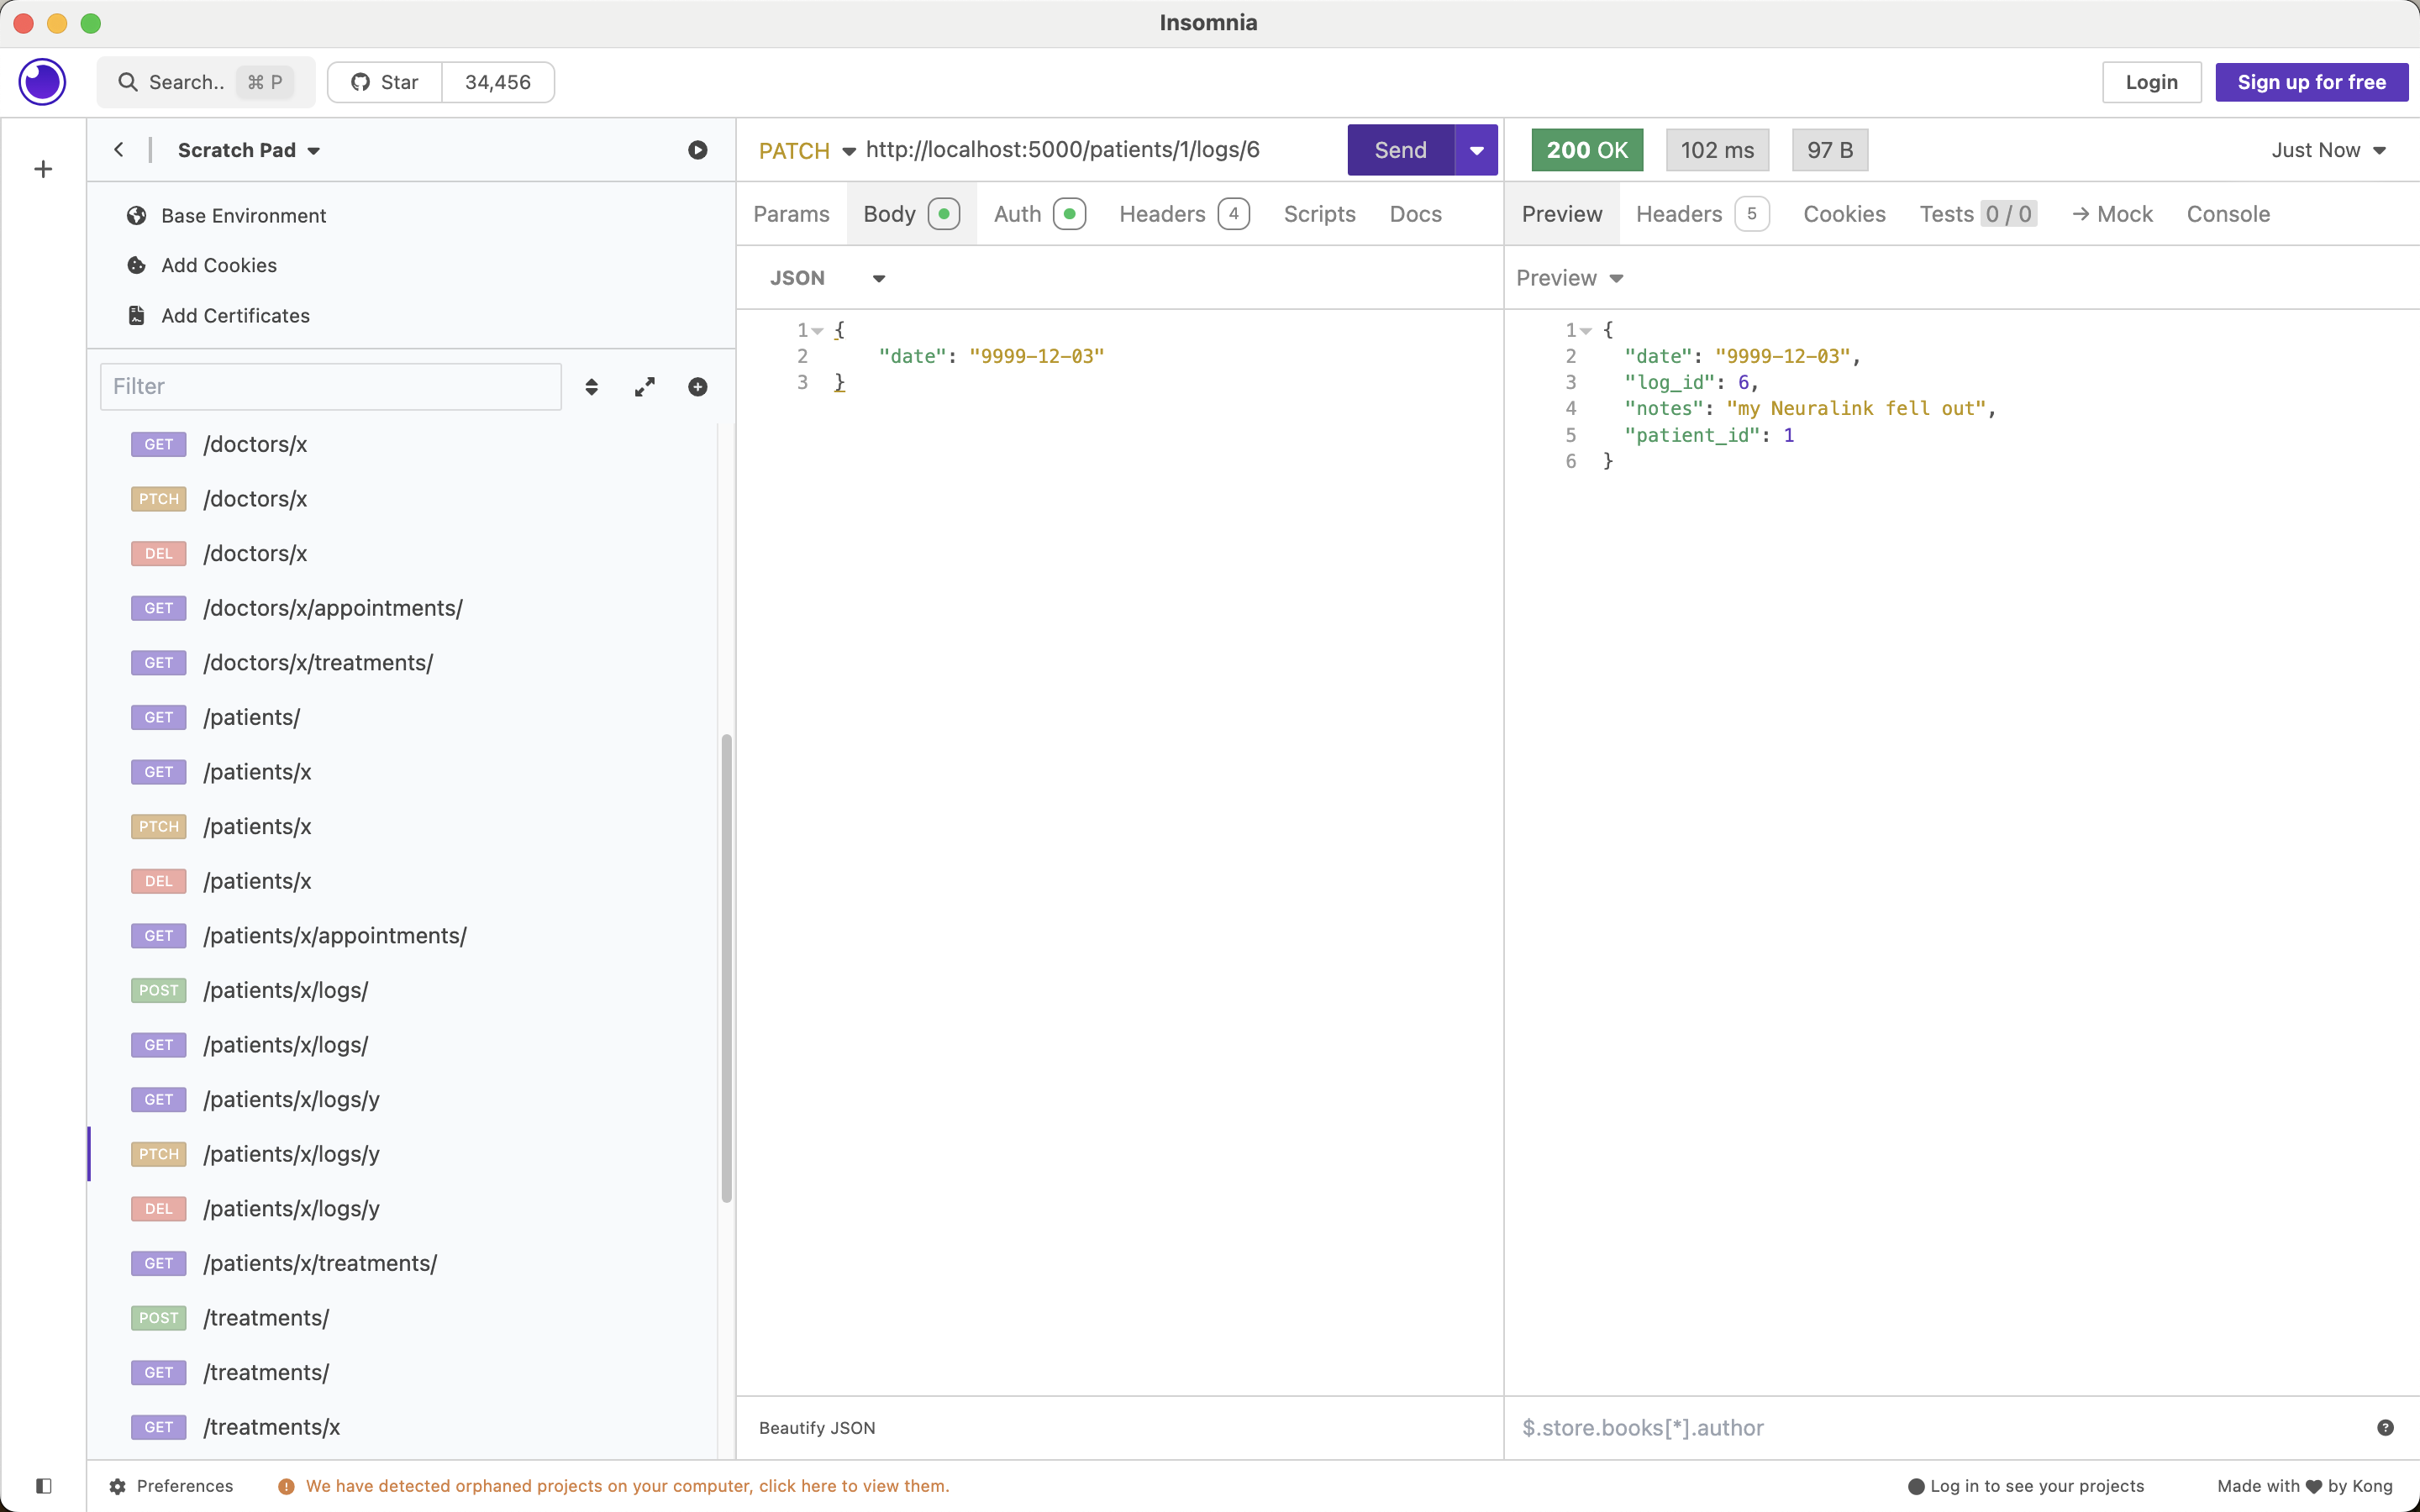 Insomnia
Search.. ⌘ P
Star 34,456
Login
Sign up for free
Scratch Pad
Base Environment
Add Cookies
Add Certificates
Filter
GET /doctors/x
PTCH /doctors/x
DEL /doctors/x
GET /doctors/x/appointments/
GET /doctors/x/treatments/
GET /patients/
GET /patients/x
PTCH /patients/x
DEL /patients/x
GET /patients/x/appointments/
POST /patients/x/logs/
GET /patients/x/logs/
GET /patients/x/logs/y
PTCH /patients/x/logs/y
DEL /patients/x/logs/y
GET /patients/x/treatments/
POST /treatments/
GET /treatments/
GET /treatments/x
PATCH http://localhost:5000/patients/1/logs/6 Send
Params Body Auth Headers 4 Scripts Docs
JSON
1 {
2 "date": "9999-12-03"
3 }
Beautify JSON
200 OK 102 ms 97 B Just Now
Preview Headers 5 Cookies Tests 0 / 0 → Mock Console
Preview
1 {
2 "date": "9999-12-03",
3 "log_id": 6,
4 "notes": "my Neuralink fell out",
5 "patient_id": 1
6 }
$.store.books[*].author
Preferences
We have detected orphaned projects on your computer, click here to view them.
Log in to see your projects
Made with ♥ by Kong